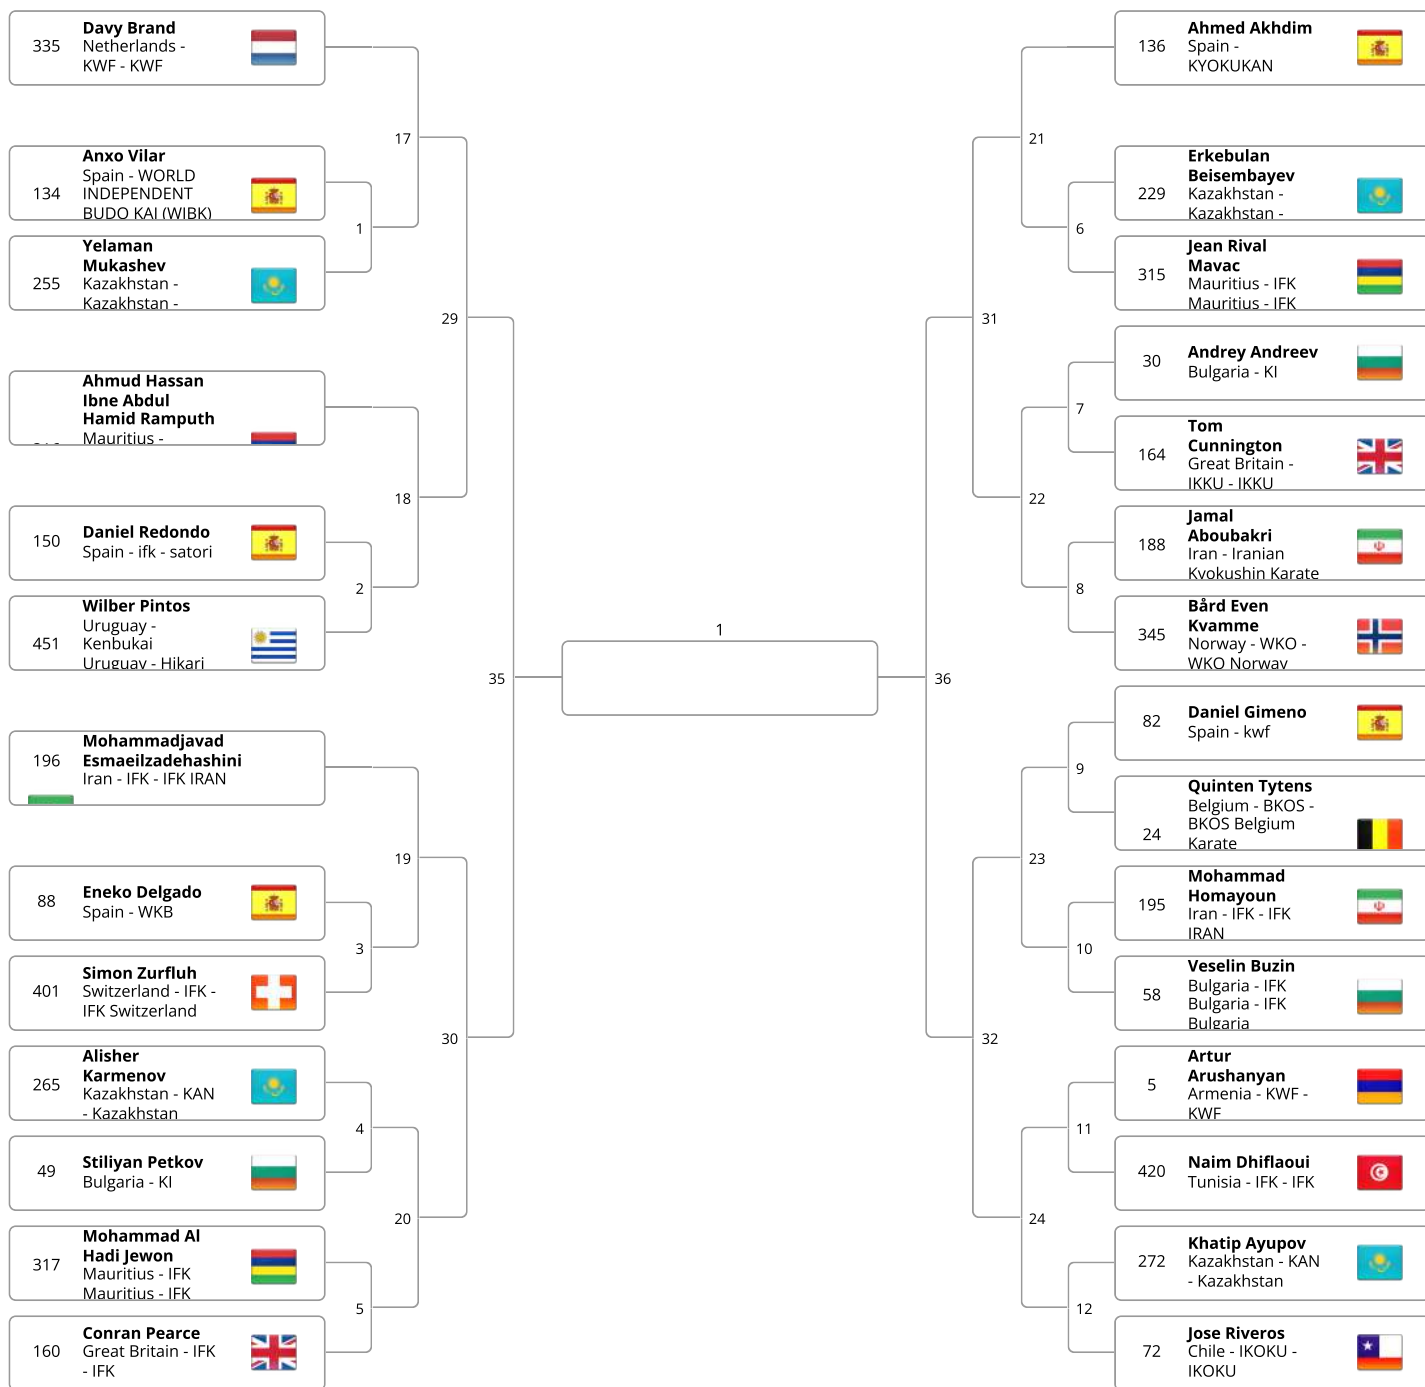 335
Davy Brand
Netherlands -
KWF - KWF
17
134
Anxo Vilar
Spain - WORLD
INDEPENDENT
BUDO KAI (WIBK)
1
255
Yelaman
Mukashev
Kazakhstan -
Kazakhstan -
29
Ahmud Hassan
Ibne Abdul
Hamid Ramputh
Mauritius -
18
150
Daniel Redondo
Spain - ifk - satori
2
451
Wilber Pintos
Uruguay -
Kenbukai
Uruguay - Hikari
35
196
Mohammadjavad
Esmaeilzadehashini
Iran - IFK - IFK IRAN
19
88
Eneko Delgado
Spain - WKB
3
401
Simon Zurfluh
Switzerland - IFK -
IFK Switzerland
30
265
Alisher
Karmenov
Kazakhstan - KAN
- Kazakhstan
4
49
Stiliyan Petkov
Bulgaria - KI
20
317
Mohammad Al
Hadi Jewon
Mauritius - IFK
Mauritius - IFK
5
160
Conran Pearce
Great Britain - IFK
- IFK
1
136
Ahmed Akhdim
Spain -
KYOKUKAN
21
229
Erkebulan
Beisembayev
Kazakhstan -
Kazakhstan -
6
315
Jean Rival
Mavac
Mauritius - IFK
Mauritius - IFK
31
30
Andrey Andreev
Bulgaria - KI
7
164
Tom
Cunnington
Great Britain -
IKKU - IKKU
22
188
Jamal
Aboubakri
Iran - Iranian
Kyokushin Karate
8
345
Bård Even
Kvamme
Norway - WKO -
WKO Norway
36
82
Daniel Gimeno
Spain - kwf
9
24
Quinten Tytens
Belgium - BKOS -
BKOS Belgium
Karate
23
195
Mohammad
Homayoun
Iran - IFK - IFK
IRAN
10
58
Veselin Buzin
Bulgaria - IFK
Bulgaria - IFK
Bulgaria
32
5
Artur
Arushanyan
Armenia - KWF -
KWF
11
420
Naim Dhiflaoui
Tunisia - IFK - IFK
24
272
Khatip Ayupov
Kazakhstan - KAN
- Kazakhstan
12
72
Jose Riveros
Chile - IKOKU -
IKOKU